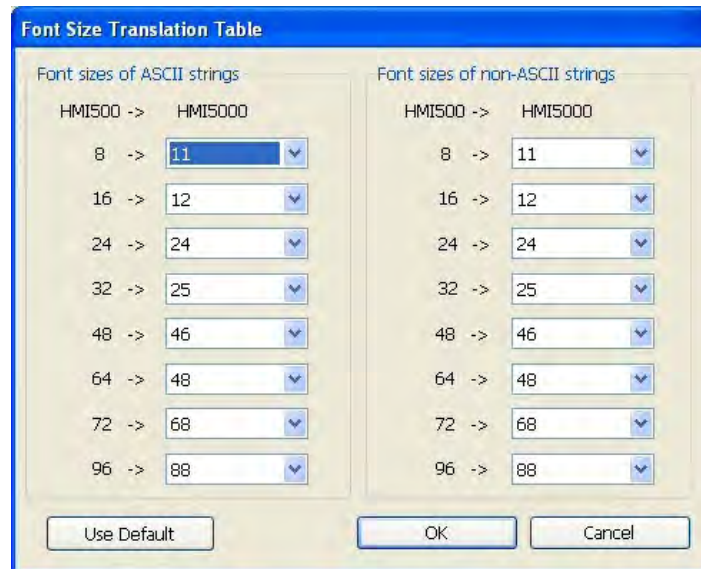 Font Size Translation Table
Font sizes of ASCII strings
HMI500 -> HMI5000
8 -> 11
16 -> 12
24 -> 24
32 -> 25
48 -> 46
64 -> 48
72 -> 68
96 -> 88
Font sizes of non-ASCII strings
HMI500 -> HMI5000
8 -> 11
16 -> 12
24 -> 24
32 -> 25
48 -> 46
64 -> 48
72 -> 68
96 -> 88
Use Default
OK
Cancel